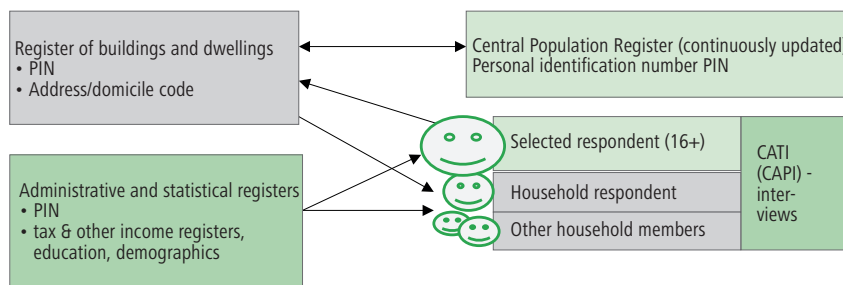 Register of buildings and dwellings
• PIN
• Address/domicile code
Central Population Register (continuously updated)
Personal identification number PIN
Selected respondent (16+)
Household respondent
Other household members
CATI
(CAPI) -
inter-
views
Administrative and statistical registers
• PIN
• tax & other income registers,
education, demographics